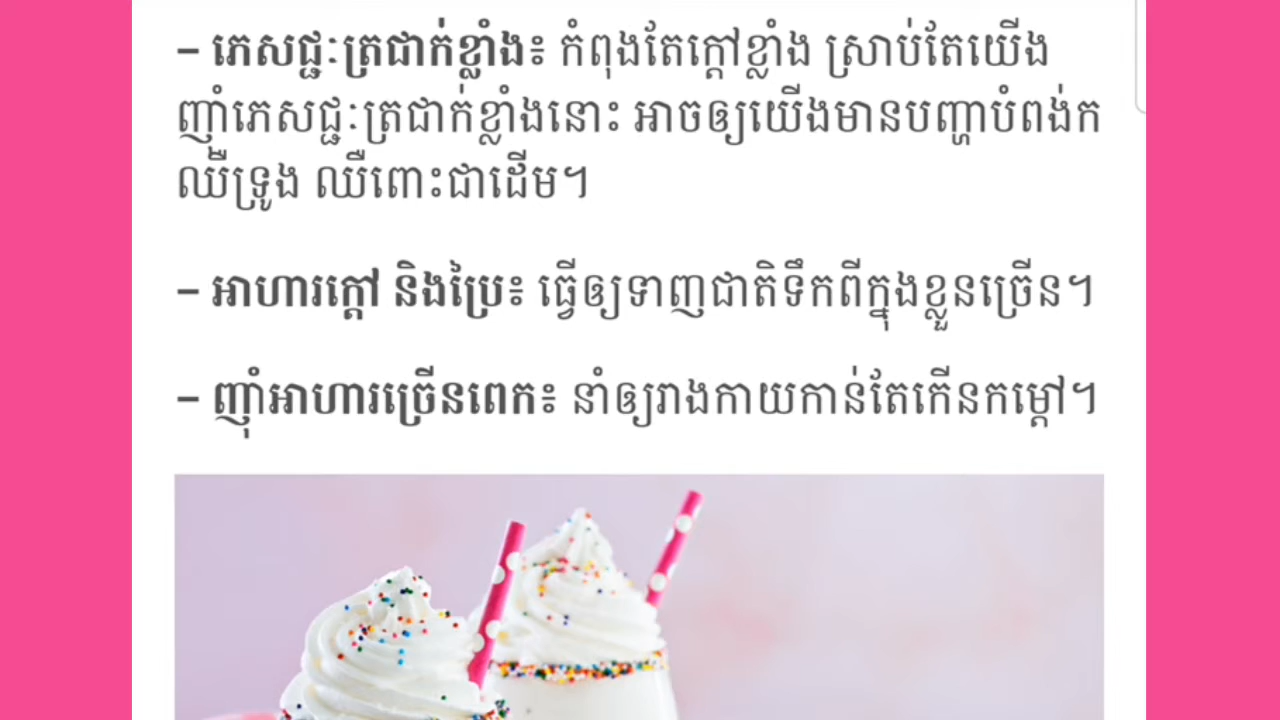 – ភេសជ្ជៈត្រជាក់ខ្លាំង៖ កំពុងតែក្ដៅខ្លាំង ស្រាប់តែយើង
ញ៉ាំភេសជ្ជៈត្រជាក់ខ្លាំងនោះ អាចឲ្យយើងមានបញ្ហាបំពង់ក
ឈឺទ្រូង ឈឺពោះជាដើម។
– អាហារក្ដៅ និងប្រៃ៖ ធ្វើឲ្យទាញជាតិទឹកពីក្នុងខ្លួនច្រើន។
– ញ៉ាំអាហារច្រើនពេក៖ នាំឲ្យរាងកាយកាន់តែកើនកម្ដៅ។